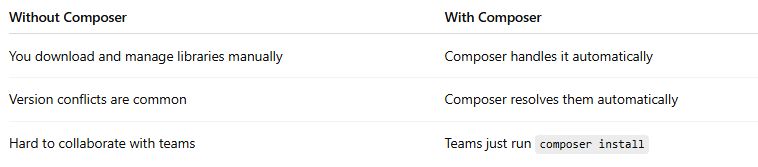 Without Composer With Composer
You download and manage libraries manually Composer handles it automatically
Version conflicts are common Composer resolves them automatically
Hard to collaborate with teams Teams just run composer install